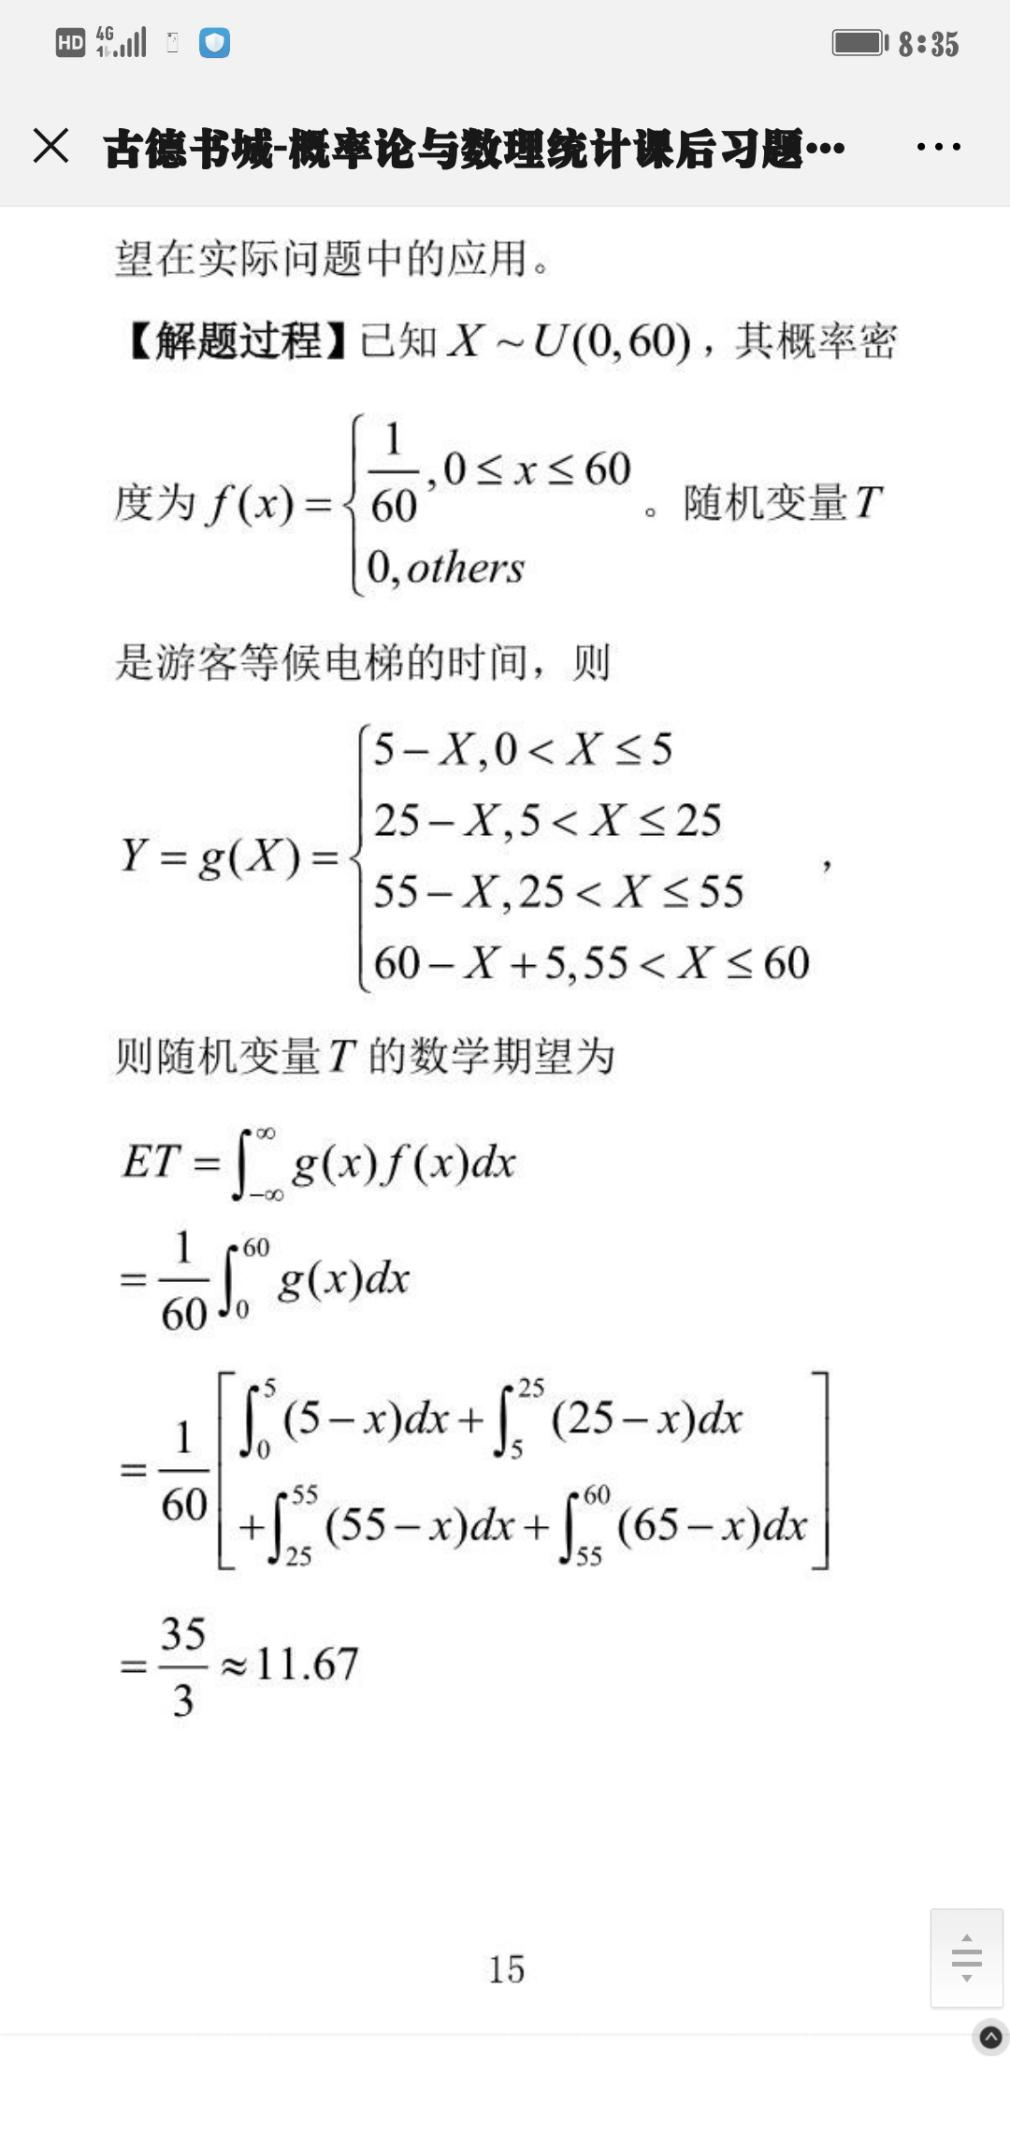 HD 4G 8:35
古德书城-概率论与数理统计课后习题…
望在实际问题中的应用。
【解题过程】已知 X ~ U(0,60)，其概率密
度为 f(x) = { 1/60, 0 ≤ x ≤ 60 。随机变量 T
0, others
是游客等候电梯的时间，则
5 − X, 0 < X ≤ 5
25 − X, 5 < X ≤ 25
Y = g(X) = {
，
55 − X, 25 < X ≤ 55
60 − X + 5, 55 < X ≤ 60
则随机变量 T 的数学期望为
ET = ∫_{-∞}^{∞} g(x) f(x)dx
= 1/60 ∫_0^{60} g(x)dx
= 1/60 [ ∫_0^5 (5 − x)dx + ∫_5^{25} (25 − x)dx
+ ∫_{25}^{55} (55 − x)dx + ∫_{55}^{60} (65 − x)dx ]
= 35/3 ≈ 11.67
15